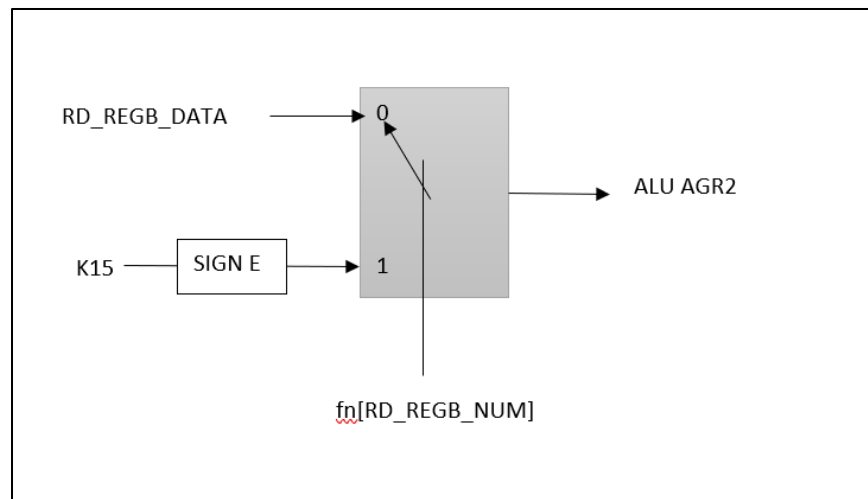 RD_REGB_DATA
0
ALU AGR2
K15
SIGN E
1
fn[RD_REGB_NUM]